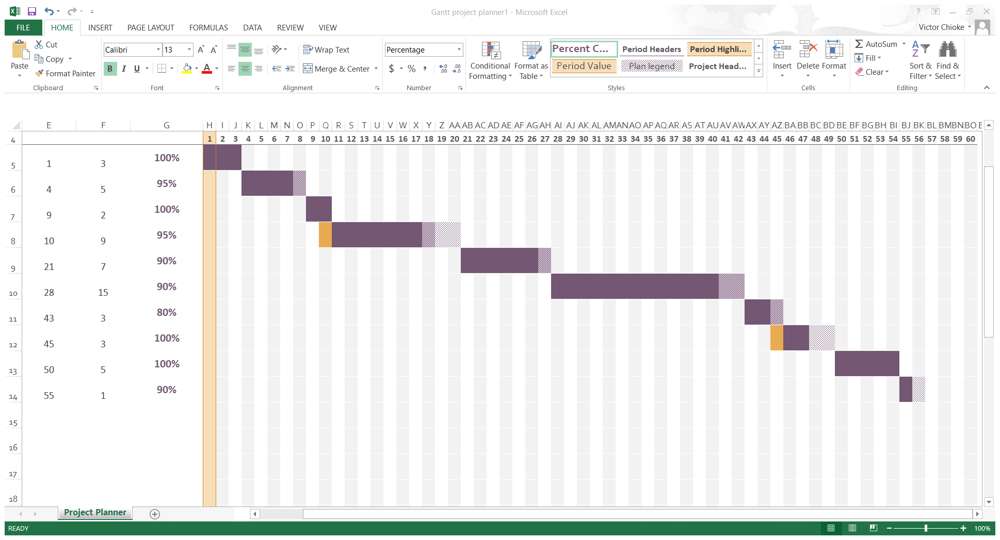 Gantt project planner1 - Microsoft Excel
FILE HOME INSERT PAGE LAYOUT FORMULAS DATA REVIEW VIEW Victor Chioke
Paste
Cut
Copy
Format Painter
Clipboard
Calibri 13
B I U A
Font
Wrap Text
Merge & Center
Alignment
Percentage
$ % ,
Number
Conditional Formatting
Format as Table
Percent C... Period Headers Period Highli...
Period Value Plan legend Project Head...
Styles
Insert Delete Format
Cells
AutoSum
Fill
Clear
Sort & Filter
Find & Select
Editing
E F G H I J K L M N O P Q R S T U V W X Y Z AA AB AC AD AE AF AG AH AI AJ AK AL AM AN AO AP AQ AR AS AT AU AV AW AX AY AZ BA BB BC BD BE BF BG BH BI BJ BK BL BM BN BO E
4 1 2 3 4 5 6 7 8 9 10 11 12 13 14 15 16 17 18 19 20 21 22 23 24 25 26 27 28 29 30 31 32 33 34 35 36 37 38 39 40 41 42 43 44 45 46 47 48 49 50 51 52 53 54 55 56 57 58 59 60
5 1 3 100%
6 4 5 95%
7 9 2 100%
8 10 9 95%
9 21 7 90%
10 28 15 90%
11 43 3 80%
12 45 3 100%
13 50 5 100%
14 55 1 90%
15
16
17
18
Project Planner
READY 100%